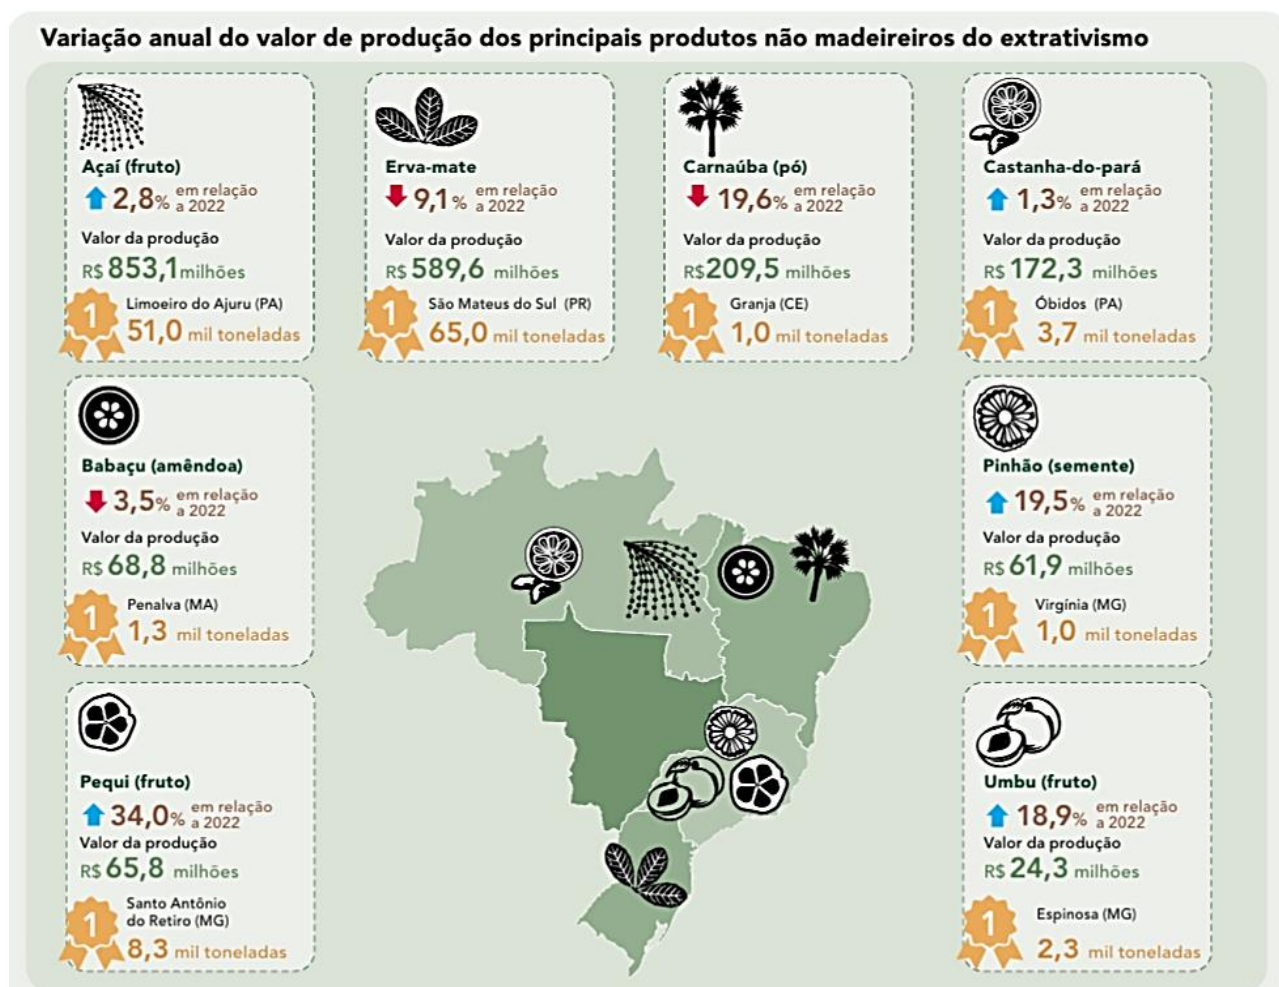 Variação anual do valor de produção dos principais produtos não madeireiros do extrativismo
Açaí (fruto)
2,8% em relação a 2022
Valor da produção
R$ 853,1 milhões
1
Limoeiro do Ajuru (PA)
51,0 mil toneladas
Erva-mate
9,1% em relação a 2022
Valor da produção
R$ 589,6 milhões
1
São Mateus do Sul (PR)
65,0 mil toneladas
Carnaúba (pó)
19,6% em relação a 2022
Valor da produção
R$ 209,5 milhões
1
Granja (CE)
1,0 mil toneladas
Castanha-do-pará
1,3% em relação a 2022
Valor da produção
R$ 172,3 milhões
1
Óbidos (PA)
3,7 mil toneladas
Babaçu (amêndoa)
3,5% em relação a 2022
Valor da produção
R$ 68,8 milhões
1
Penalva (MA)
1,3 mil toneladas
Pinhão (semente)
19,5% em relação a 2022
Valor da produção
R$ 61,9 milhões
1
Virgínia (MG)
1,0 mil toneladas
Pequi (fruto)
34,0% em relação a 2022
Valor da produção
R$ 65,8 milhões
1
Santo Antônio
do Retiro (MG)
8,3 mil toneladas
Umbu (fruto)
18,9% em relação a 2022
Valor da produção
R$ 24,3 milhões
1
Espinosa (MG)
2,3 mil toneladas